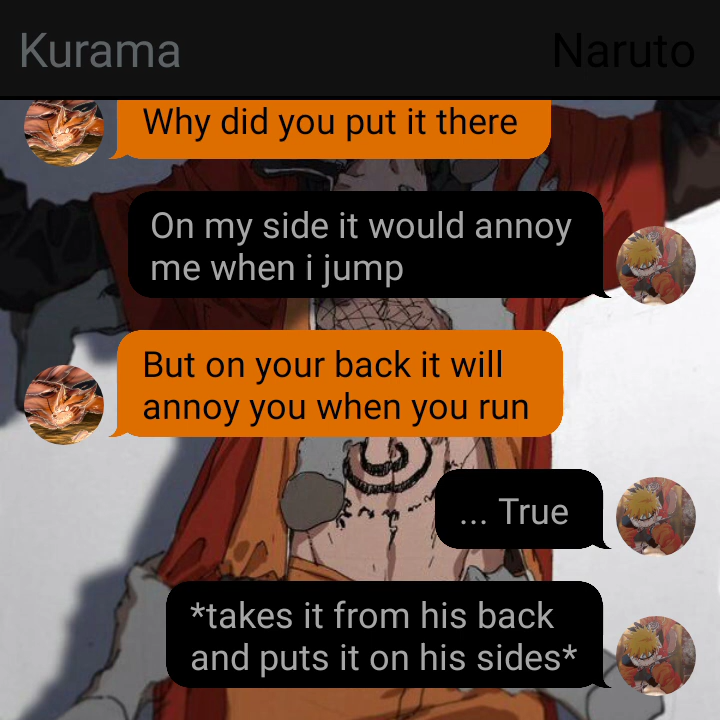 Kurama Naruto
Why did you put it there
On my side it would annoy
me when i jump
But on your back it will
annoy you when you run
... True
*takes it from his back
and puts it on his sides*